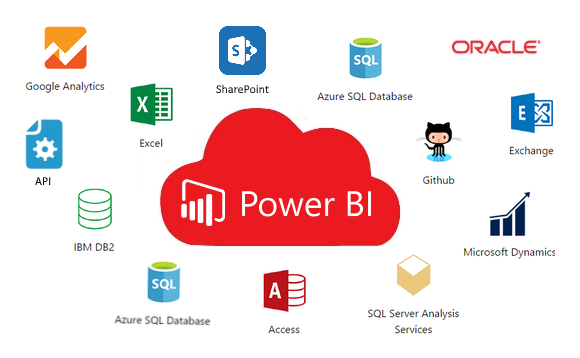 ORACLE®
Google Analytics
SharePoint
S
SQL
Azure SQL Database
X
Excel
E
Exchange
API
Github
Power BI
IBM DB2
Microsoft Dynamics
SQL
Azure SQL Database
A
Access
SQL Server Analysis
Services